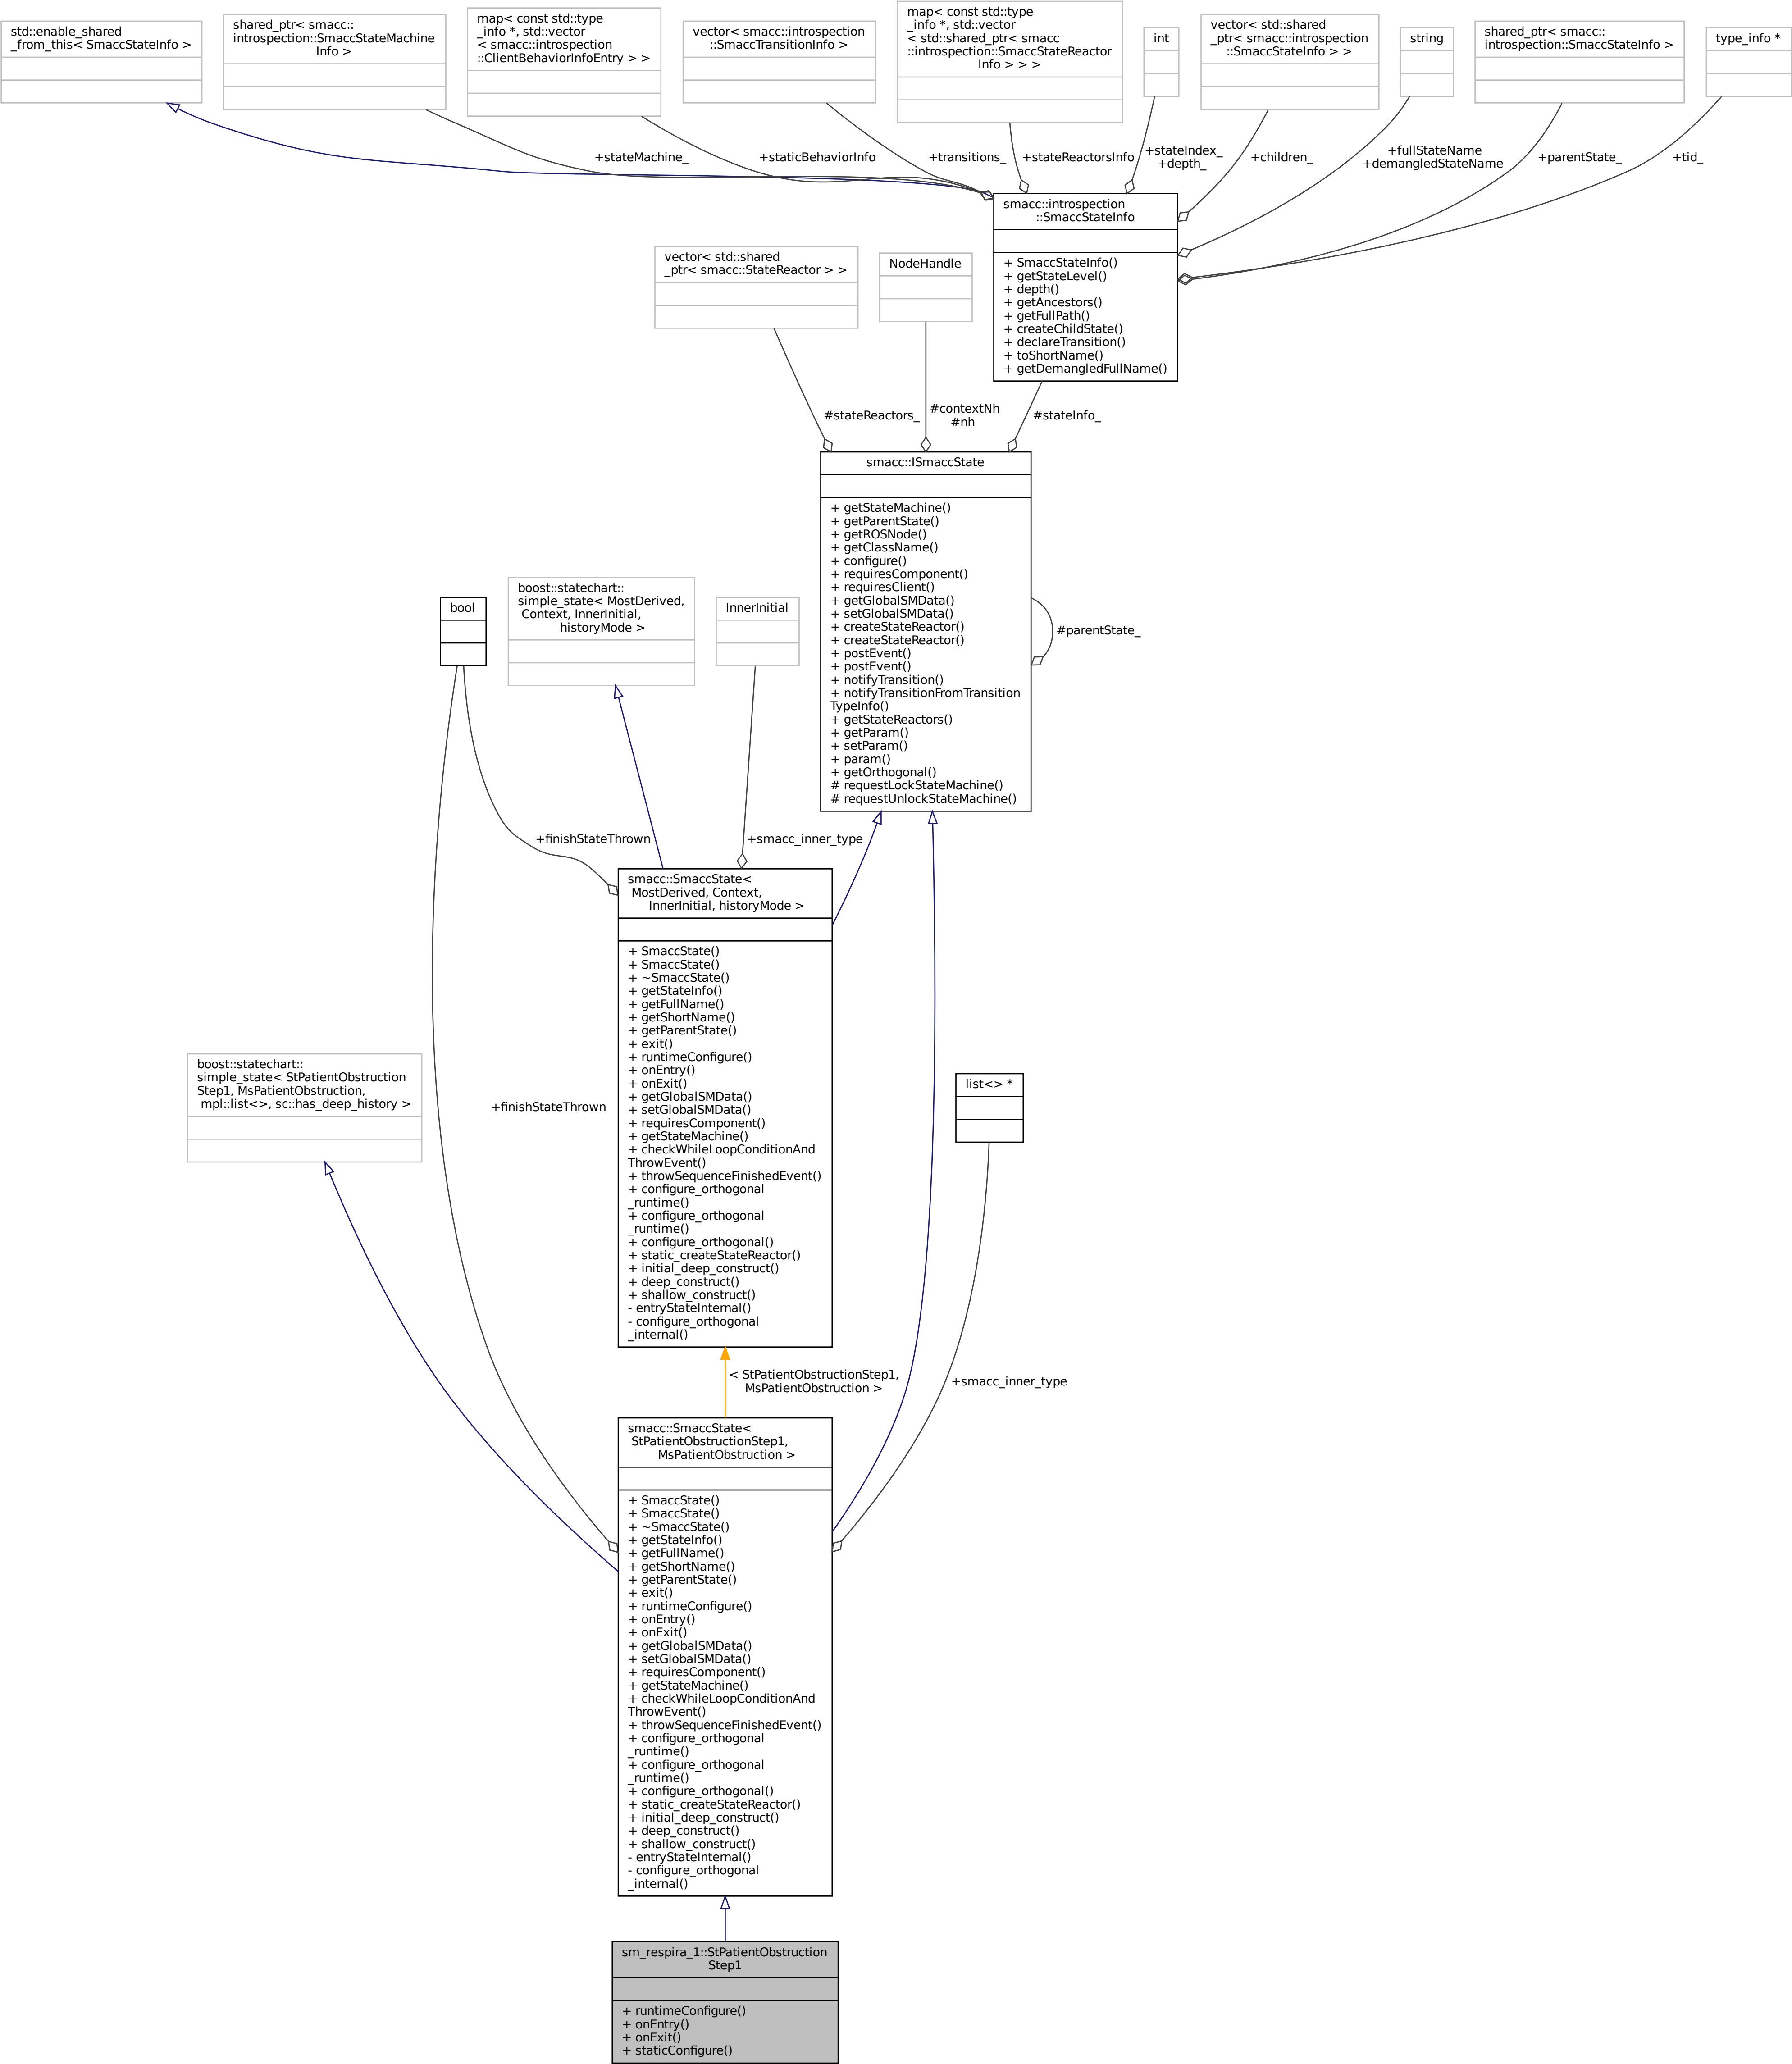 std::enable_shared
_from_this< SmaccStateInfo >
shared_ptr< smacc::
introspection::SmaccStateMachine
Info >
map< const std::type
_info *, std::vector
< smacc::introspection
::ClientBehaviorInfoEntry > >
vector< smacc::introspection
::SmaccTransitionInfo >
map< const std::type
_info *, std::vector
< std::shared_ptr< smacc
::introspection::SmaccStateReactor
Info > > >
int
vector< std::shared
_ptr< smacc::introspection
::SmaccStateInfo > >
string
shared_ptr< smacc::
introspection::SmaccStateInfo >
type_info *
+stateMachine_
+staticBehaviorInfo
+transitions_
+stateReactorsInfo
+stateIndex_
+depth_
+children_
+fullStateName
+demangledStateName
+parentState_
+tid_
smacc::introspection
::SmaccStateInfo
+ SmaccStateInfo()
+ getStateLevel()
+ depth()
+ getAncestors()
+ getFullPath()
+ createChildState()
+ declareTransition()
+ toShortName()
+ getDemangledFullName()
vector< std::shared
_ptr< smacc::StateReactor > >
NodeHandle
#stateReactors_
#contextNh
#nh
#stateInfo_
smacc::ISmaccState
+ getStateMachine()
+ getParentState()
+ getROSNode()
+ getClassName()
+ configure()
+ requiresComponent()
+ requiresClient()
+ getGlobalSMData()
+ setGlobalSMData()
+ createStateReactor()
+ createStateReactor()
+ postEvent()
+ postEvent()
+ notifyTransition()
+ notifyTransitionFromTransition
TypeInfo()
+ getStateReactors()
+ getParam()
+ setParam()
+ param()
+ getOrthogonal()
# requestLockStateMachine()
# requestUnlockStateMachine()
#parentState_
bool
boost::statechart::
simple_state< MostDerived,
Context, InnerInitial,
historyMode >
InnerInitial
+finishStateThrown
+smacc_inner_type
smacc::SmaccState<
MostDerived, Context,
InnerInitial, historyMode >
+ SmaccState()
+ SmaccState()
+ ~SmaccState()
+ getStateInfo()
+ getFullName()
+ getShortName()
+ getParentState()
+ exit()
+ runtimeConfigure()
+ onEntry()
+ onExit()
+ getGlobalSMData()
+ setGlobalSMData()
+ requiresComponent()
+ getStateMachine()
+ checkWhileLoopConditionAnd
ThrowEvent()
+ throwSequenceFinishedEvent()
+ configure_orthogonal
_runtime()
+ configure_orthogonal
_runtime()
+ configure_orthogonal()
+ static_createStateReactor()
+ initial_deep_construct()
+ deep_construct()
+ shallow_construct()
- entryStateInternal()
- configure_orthogonal
_internal()
boost::statechart::
simple_state< StPatientObstruction
Step1, MsPatientObstruction,
mpl::list<>, sc::has_deep_history >
+finishStateThrown
list<> *
< StPatientObstructionStep1,
MsPatientObstruction >
+smacc_inner_type
smacc::SmaccState<
StPatientObstructionStep1,
MsPatientObstruction >
+ SmaccState()
+ SmaccState()
+ ~SmaccState()
+ getStateInfo()
+ getFullName()
+ getShortName()
+ getParentState()
+ exit()
+ runtimeConfigure()
+ onEntry()
+ onExit()
+ getGlobalSMData()
+ setGlobalSMData()
+ requiresComponent()
+ getStateMachine()
+ checkWhileLoopConditionAnd
ThrowEvent()
+ throwSequenceFinishedEvent()
+ configure_orthogonal
_runtime()
+ configure_orthogonal
_runtime()
+ configure_orthogonal()
+ static_createStateReactor()
+ initial_deep_construct()
+ deep_construct()
+ shallow_construct()
- entryStateInternal()
- configure_orthogonal
_internal()
sm_respira_1::StPatientObstruction
Step1
+ runtimeConfigure()
+ onEntry()
+ onExit()
+ staticConfigure()